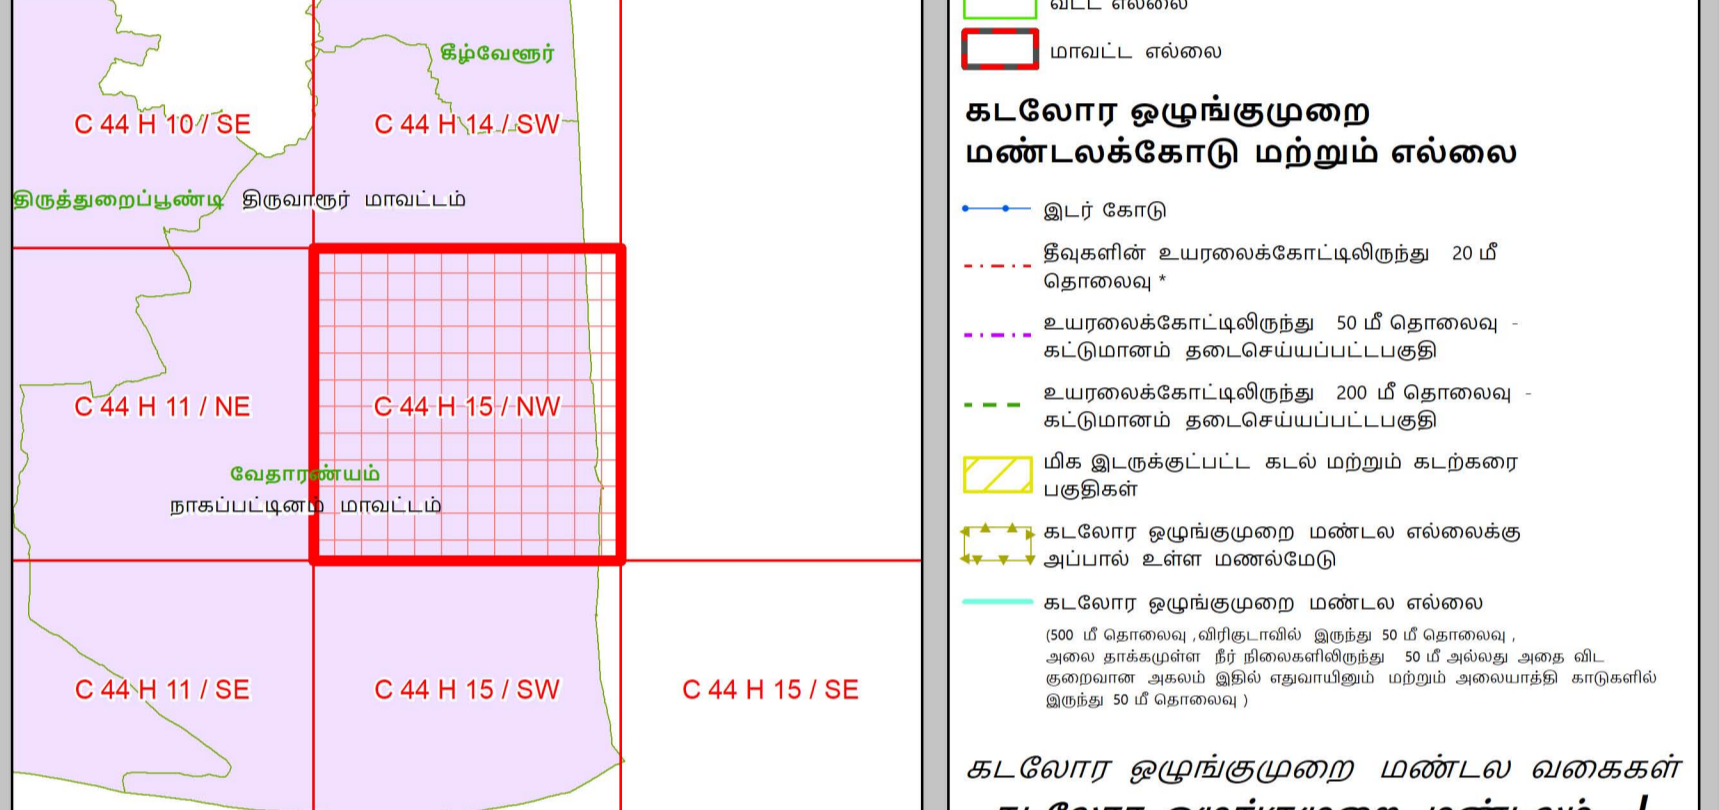 கீழ்வேளூர்
C 44 H 10 / SE
C 44 H 14 / SW
திருத்துறைப்பூண்டி
திருவாரூர் மாவட்டம்
C 44 H 11 / NE
C 44 H 15 / NW
வேதாரண்யம்
நாகப்பட்டினம் மாவட்டம்
C 44 H 11 / SE
C 44 H 15 / SW
C 44 H 15 / SE
வட்ட எல்லை
மாவட்ட எல்லை
கடலோர ஒழுங்குமுறை
மண்டலக்கோடு மற்றும் எல்லை
இடர் கோடு
தீவுகளின் உயரலைக்கோட்டிலிருந்து 20 மீ
தொலைவு *
உயரலைக்கோட்டிலிருந்து 50 மீ தொலைவு -
கட்டுமானம் தடைசெய்யப்பட்டபகுதி
உயரலைக்கோட்டிலிருந்து 200 மீ தொலைவு -
கட்டுமானம் தடைசெய்யப்பட்டபகுதி
மிக இடருக்குட்பட்ட கடல் மற்றும் கடற்கரை
பகுதிகள்
கடலோர ஒழுங்குமுறை மண்டல எல்லைக்கு
அப்பால் உள்ள மணல்மேடு
கடலோர ஒழுங்குமுறை மண்டல எல்லை
(500 மீ தொலைவு ,விரிகுடாவில் இருந்து 50 மீ தொலைவு ,
அலை தாக்கமுள்ள நீர் நிலைகளிலிருந்து 50 மீ அல்லது அதை விட
குறைவான அகலம் இதில் எதுவாயினும் மற்றும் அலையாத்தி காடுகளில்
இருந்து 50 மீ தொலைவு )
கடலோர ஒழுங்குமுறை மண்டல வகைகள்